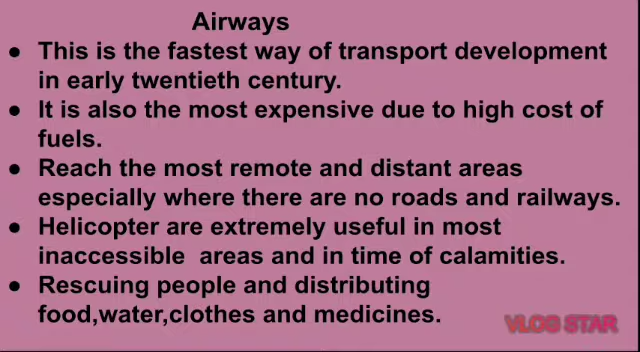 Airways
● This is the fastest way of transport development
in early twentieth century.
● It is also the most expensive due to high cost of
fuels.
● Reach the most remote and distant areas
especially where there are no roads and railways.
● Helicopter are extremely useful in most
inaccessible  areas and in time of calamities.
● Rescuing people and distributing
food,water,clothes and medicines.
VLOG STAR